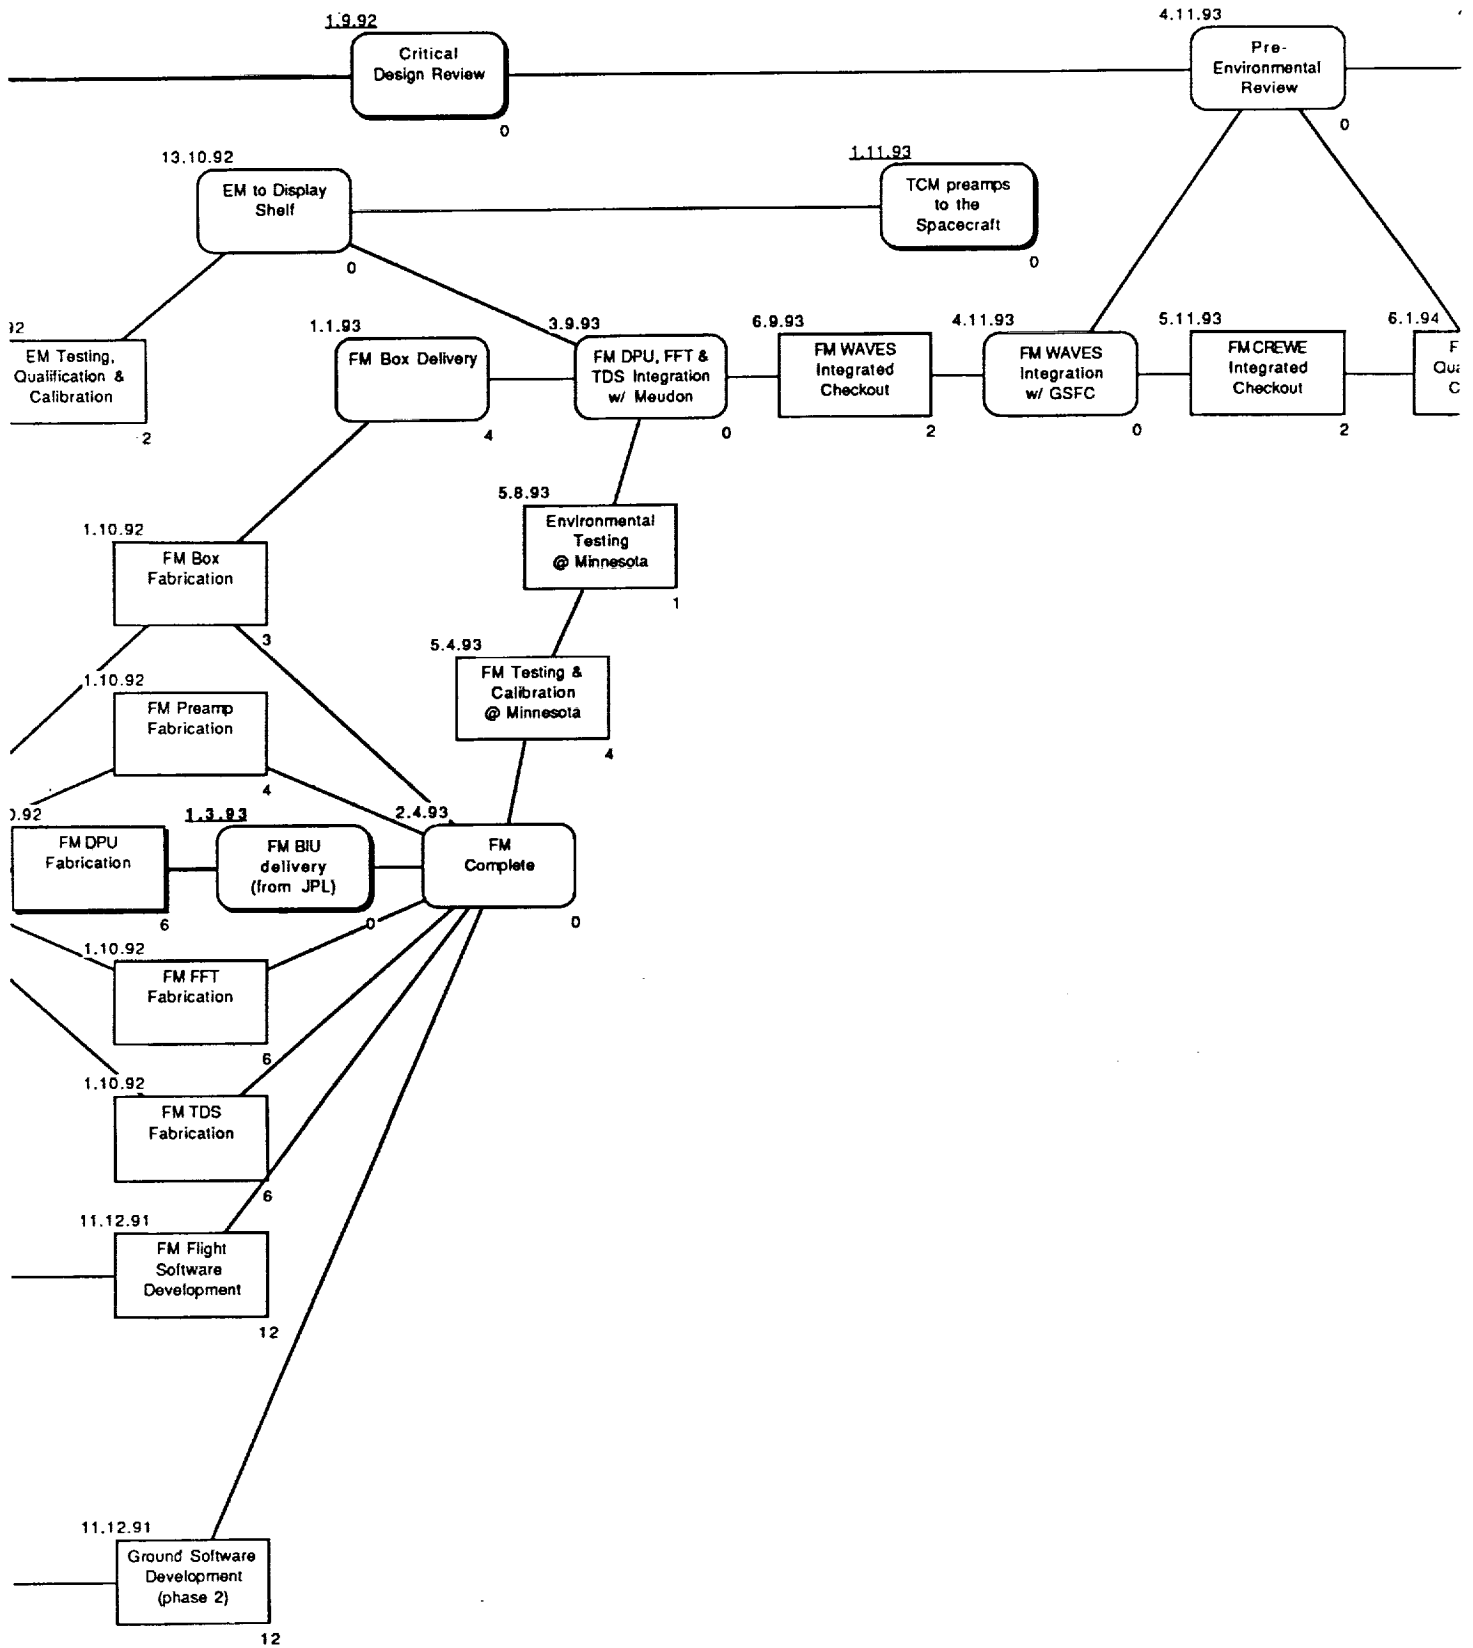 1.9.92
Critical
Design Review
0
4.11.93
Pre-
Environmental
Review
0
13.10.92
EM to Display
Shelf
0
1.11.93
TCM preamps
to the
Spacecraft
0
92
EM Testing,
Qualification &
Calibration
2
1.1.93
FM Box Delivery
4
3.9.93
FM DPU, FFT &
TDS Integration
w/ Meudon
0
6.9.93
FM WAVES
Integrated
Checkout
2
4.11.93
FM WAVES
Integration
w/ GSFC
0
5.11.93
FM CREWE
Integrated
Checkout
2
6.1.94
F
Qua
C
5.8.93
Environmental
Testing
@ Minnesota
1
1.10.92
FM Box
Fabrication
3
5.4.93
FM Testing &
Calibration
@ Minnesota
4
1.10.92
FM Preamp
Fabrication
4
0.92
FM DPU
Fabrication
6
1.3.93
FM BIU
delivery
(from JPL)
0
2.4.93
FM
Complete
0
1.10.92
FM FFT
Fabrication
6
1.10.92
FM TDS
Fabrication
6
11.12.91
FM Flight
Software
Development
12
11.12.91
Ground Software
Development
(phase 2)
12